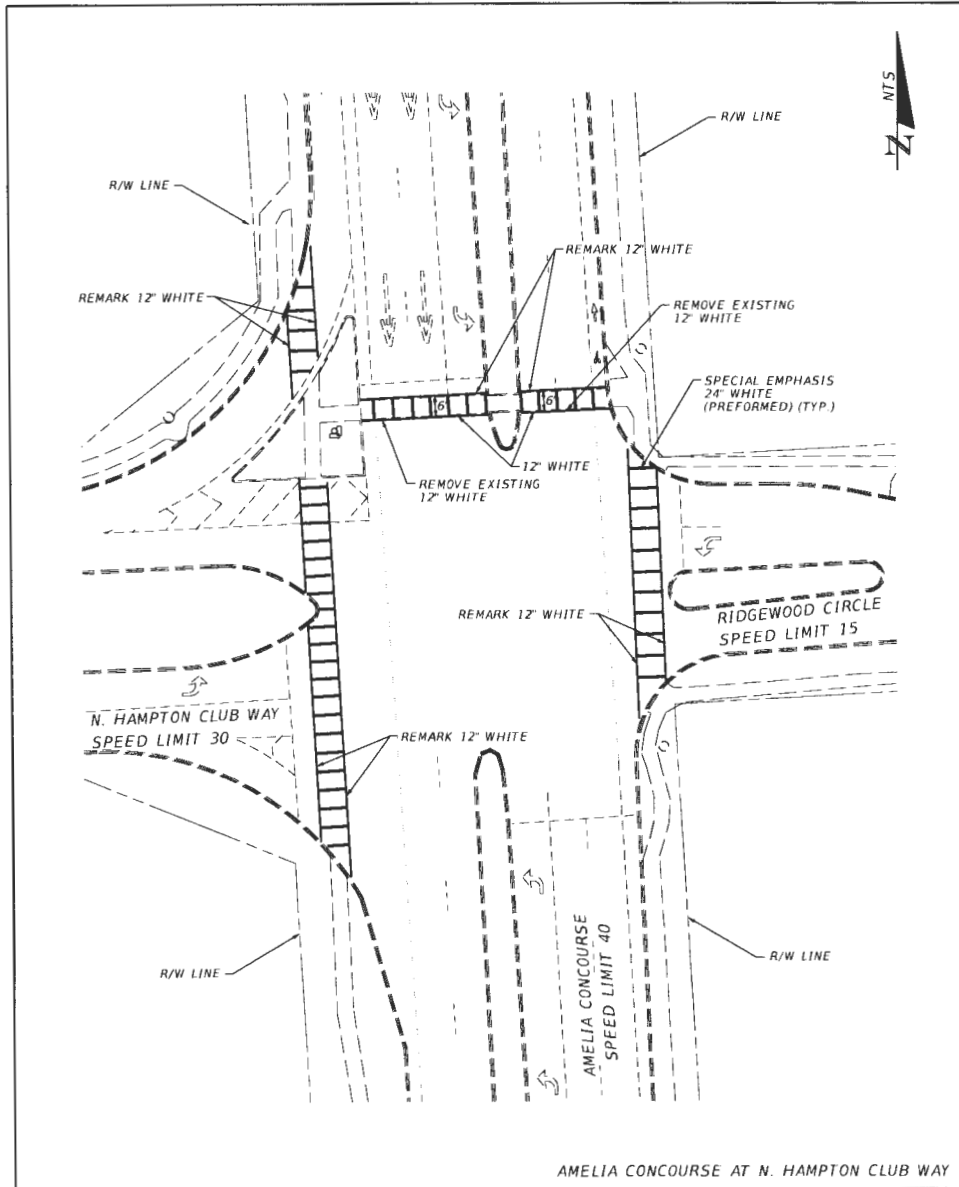 NTS
N
R/W LINE
R/W LINE
REMARK 12" WHITE
REMARK 12" WHITE
REMOVE EXISTING
12" WHITE
SPECIAL EMPHASIS
24" WHITE
(PREFORMED) (TYP.)
6'
6'
12" WHITE
REMOVE EXISTING
12" WHITE
REMARK 12" WHITE
RIDGEWOOD CIRCLE
SPEED LIMIT 15
N. HAMPTON CLUB WAY
SPEED LIMIT 30
REMARK 12" WHITE
AMELIA CONCOURSE
SPEED LIMIT 40
R/W LINE
R/W LINE
AMELIA CONCOURSE AT N. HAMPTON CLUB WAY